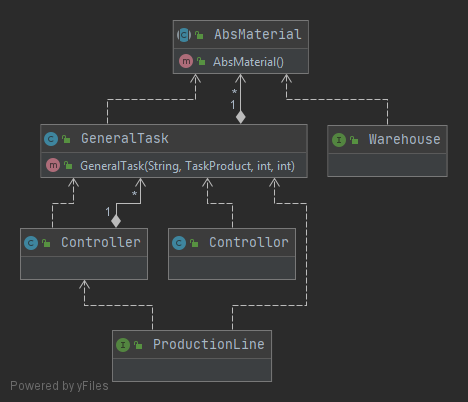 AbsMaterial
AbsMaterial()
*
1
GeneralTask
GeneralTask(String, TaskProduct, int, int)
Warehouse
*
1
Controller
Controllor
ProductionLine
Powered by yFiles